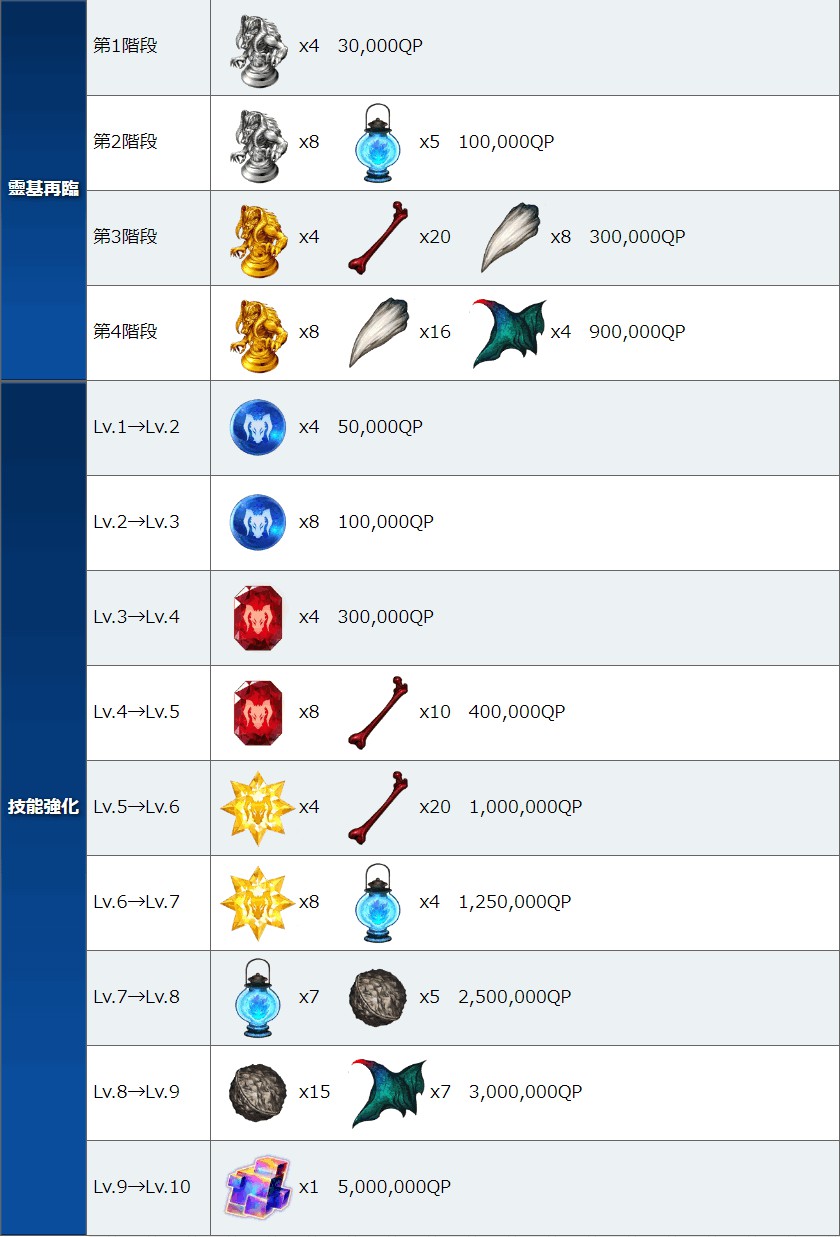 靈基再臨
第1階段 x4 30,000QP
第2階段 x8 x5 100,000QP
第3階段 x4 x20 x8 300,000QP
第4階段 x8 x16 x4 900,000QP
技能強化
Lv.1→Lv.2 x4 50,000QP
Lv.2→Lv.3 x8 100,000QP
Lv.3→Lv.4 x4 300,000QP
Lv.4→Lv.5 x8 x10 400,000QP
Lv.5→Lv.6 x4 x20 1,000,000QP
Lv.6→Lv.7 x8 x4 1,250,000QP
Lv.7→Lv.8 x7 x5 2,500,000QP
Lv.8→Lv.9 x15 x7 3,000,000QP
Lv.9→Lv.10 x1 5,000,000QP